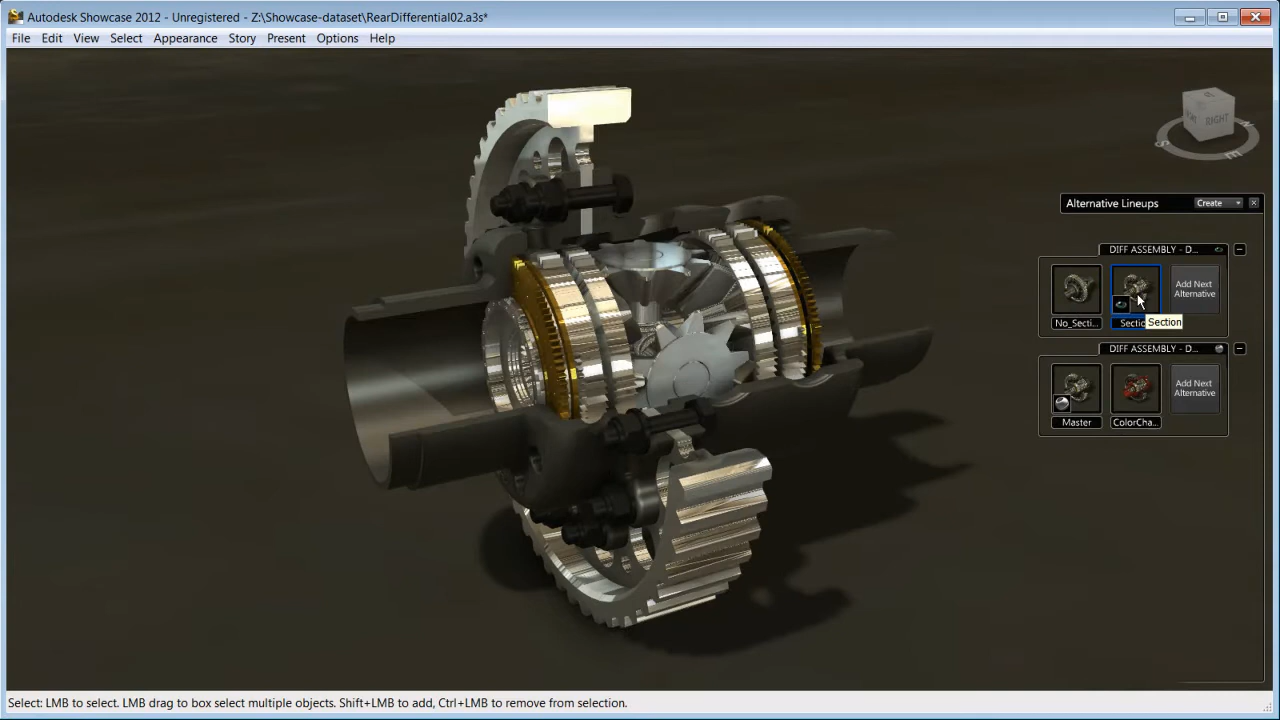 Autodesk Showcase 2012 - Unregistered - Z:\Showcase-dataset\RearDifferential02.a3s*
File Edit View Select Appearance Story Present Options Help
RIGHT
S
E
Alternative Lineups Create
DIFF ASSEMBLY - D...
No_Secti...
Sectio
Section
Add Next
Alternative
DIFF ASSEMBLY - D...
Master
ColorCha...
Add Next
Alternative
Select: LMB to select. LMB drag to box select multiple objects. Shift+LMB to add, Ctrl+LMB to remove from selection.